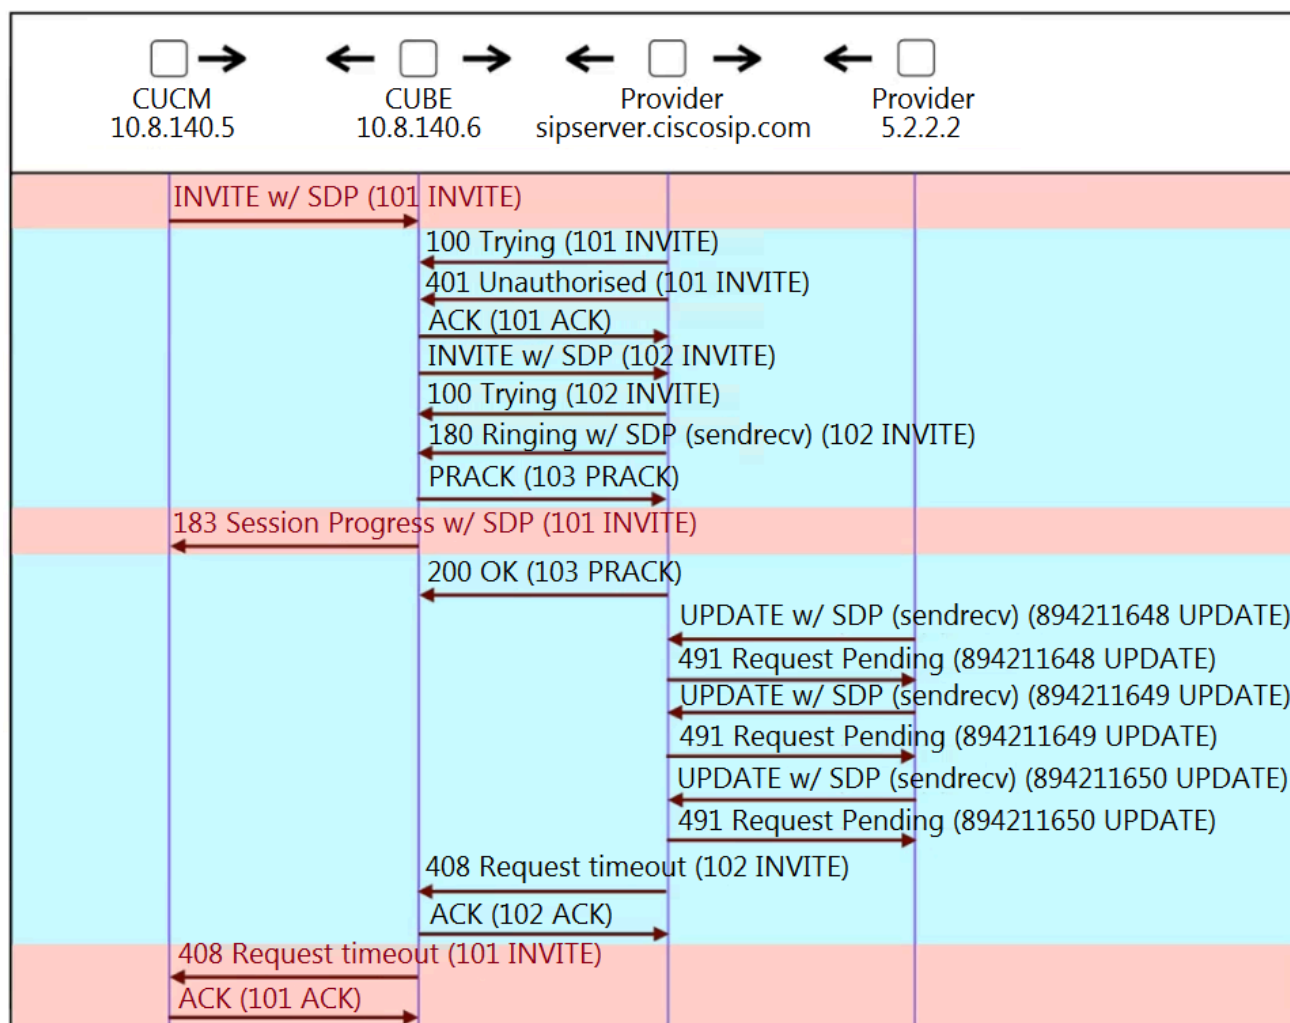 CUCM
10.8.140.5
CUBE
10.8.140.6
Provider
sipserver.ciscosip.com
Provider
5.2.2.2
INVITE w/ SDP (101 INVITE)
100 Trying (101 INVITE)
401 Unauthorised (101 INVITE)
ACK (101 ACK)
INVITE w/ SDP (102 INVITE)
100 Trying (102 INVITE)
180 Ringing w/ SDP (sendrecv) (102 INVITE)
PRACK (103 PRACK)
183 Session Progress w/ SDP (101 INVITE)
200 OK (103 PRACK)
UPDATE w/ SDP (sendrecv) (894211648 UPDATE)
491 Request Pending (894211648 UPDATE)
UPDATE w/ SDP (sendrecv) (894211649 UPDATE)
491 Request Pending (894211649 UPDATE)
UPDATE w/ SDP (sendrecv) (894211650 UPDATE)
491 Request Pending (894211650 UPDATE)
408 Request timeout (102 INVITE)
ACK (102 ACK)
408 Request timeout (101 INVITE)
ACK (101 ACK)